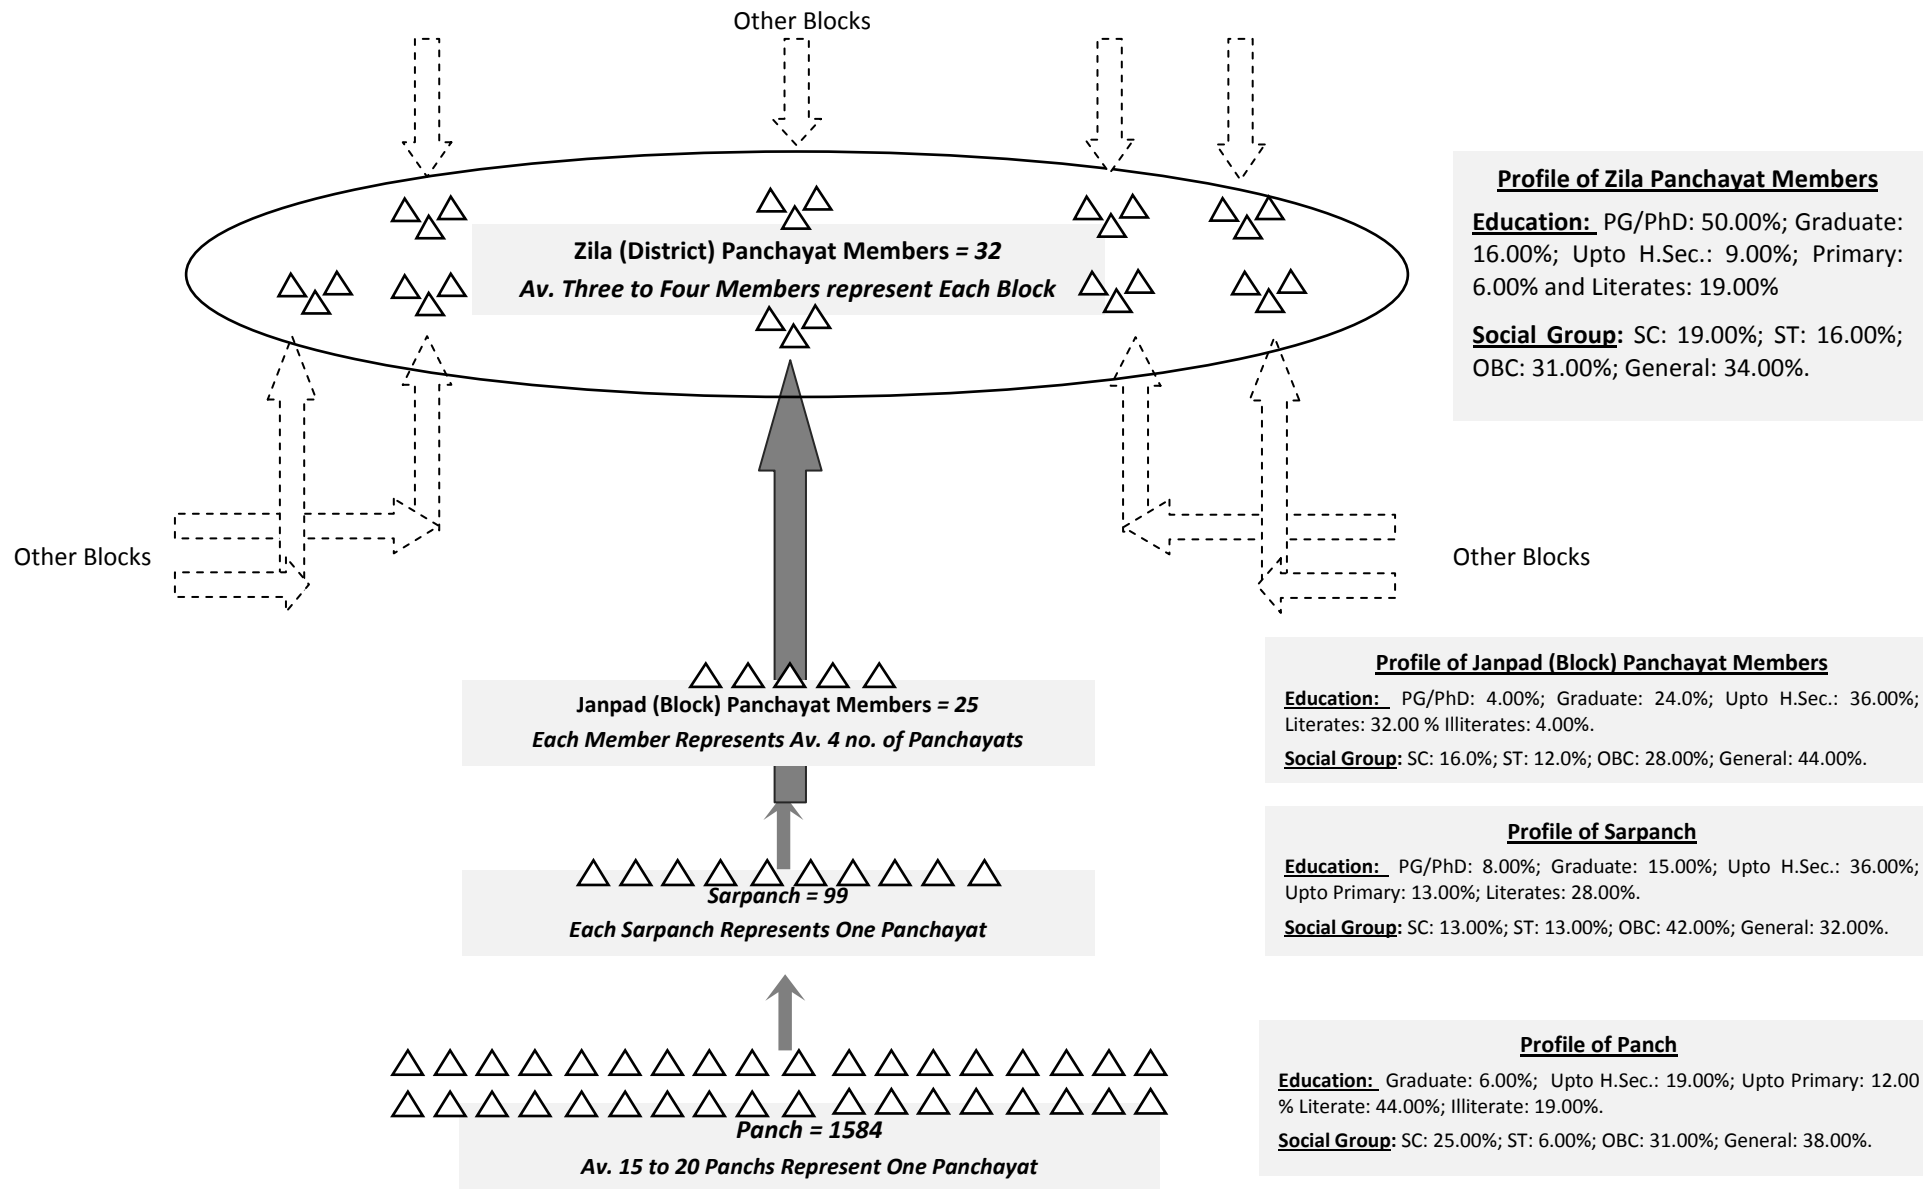 Other Blocks
Zila (District) Panchayat Members = 32
Av. Three to Four Members represent Each Block
Profile of Zila Panchayat Members
Education: PG/PhD: 50.00%; Graduate:
16.00%; Upto H.Sec.: 9.00%; Primary:
6.00% and Literates: 19.00%
Social Group: SC: 19.00%; ST: 16.00%;
OBC: 31.00%; General: 34.00%.
Other Blocks
Other Blocks
Janpad (Block) Panchayat Members = 25
Each Member Represents Av. 4 no. of Panchayats
Profile of Janpad (Block) Panchayat Members
Education: PG/PhD: 4.00%; Graduate: 24.0%; Upto H.Sec.: 36.00%;
Literates: 32.00 % Illiterates: 4.00%.
Social Group: SC: 16.0%; ST: 12.0%; OBC: 28.00%; General: 44.00%.
Sarpanch = 99
Each Sarpanch Represents One Panchayat
Profile of Sarpanch
Education: PG/PhD: 8.00%; Graduate: 15.00%; Upto H.Sec.: 36.00%;
Upto Primary: 13.00%; Literates: 28.00%.
Social Group: SC: 13.00%; ST: 13.00%; OBC: 42.00%; General: 32.00%.
Panch = 1584
Av. 15 to 20 Panchs Represent One Panchayat
Profile of Panch
Education: Graduate: 6.00%; Upto H.Sec.: 19.00%; Upto Primary: 12.00
% Literate: 44.00%; Illiterate: 19.00%.
Social Group: SC: 25.00%; ST: 6.00%; OBC: 31.00%; General: 38.00%.